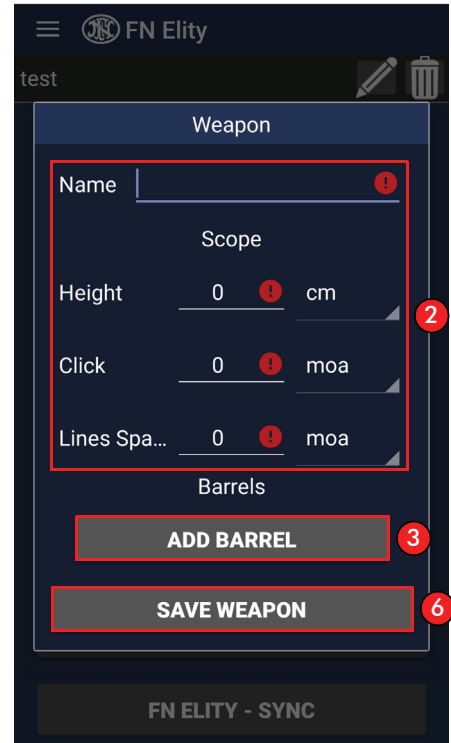 FN Elity
test
Weapon
Name !
Scope
Height 0 ! cm
2
Click 0 ! moa
Lines Spa... 0 ! moa
Barrels
ADD BARREL 3
SAVE WEAPON 6
FN ELITY - SYNC